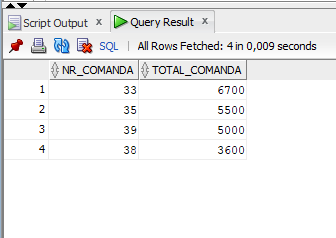 Script Output x Query Result x
SQL | All Rows Fetched: 4 in 0,009 seconds
NR_COMANDA TOTAL_COMANDA
1 33 6700
2 35 5500
3 39 5000
4 38 3600